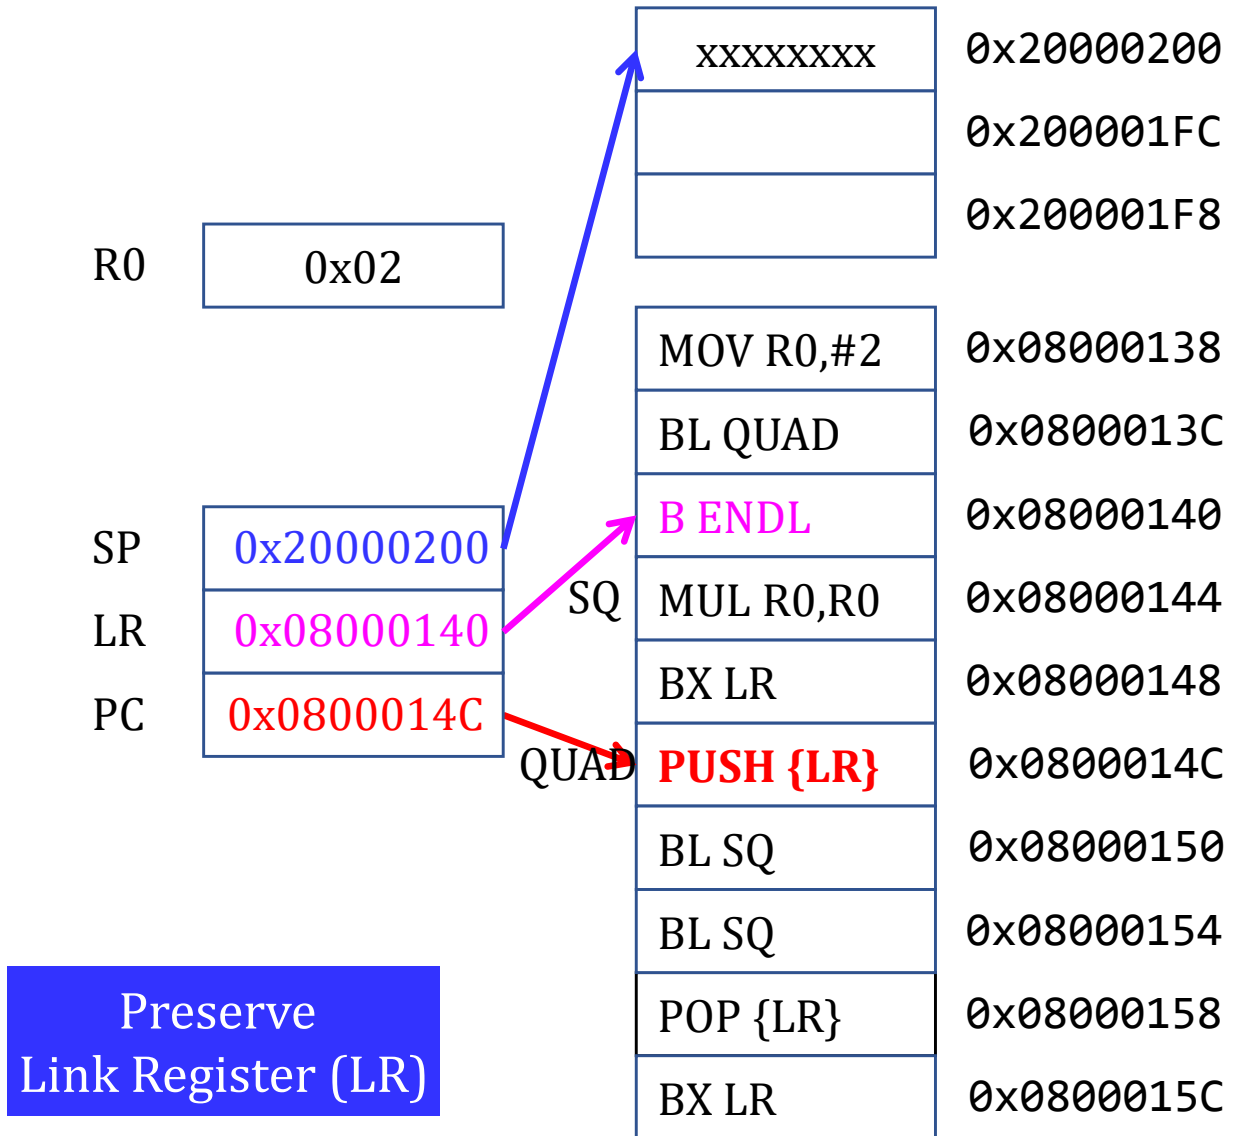 xxxxxxxx 0x20000200
0x200001FC
0x200001F8
R0 0x02
MOV R0,#2 0x08000138
BL QUAD 0x0800013C
B ENDL 0x08000140
SP 0x20000200
SQ MUL R0,R0 0x08000144
LR 0x08000140
BX LR 0x08000148
PC 0x0800014C
QUAD PUSH {LR} 0x0800014C
BL SQ 0x08000150
BL SQ 0x08000154
POP {LR} 0x08000158
BX LR 0x0800015C
Preserve
Link Register (LR)